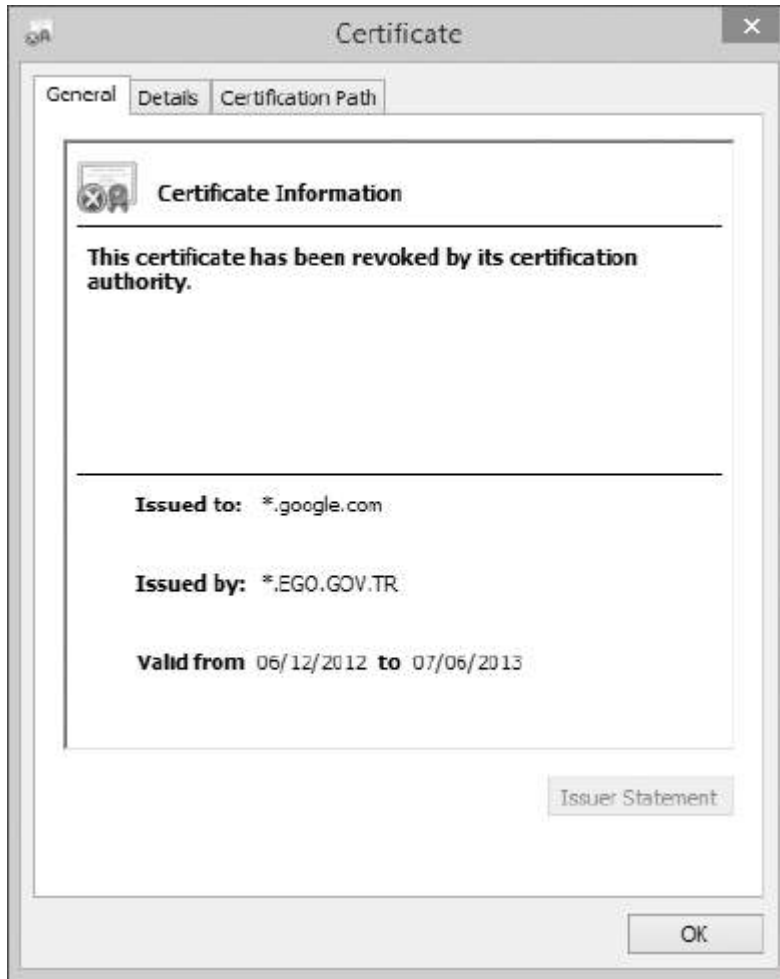 Certificate
General Details Certification Path
Certificate Information
This certificate has been revoked by its certification
authority.
Issued to: *.google.com
Issued by: *.EGO.GOV.TR
Valid from 06/12/2012 to 07/06/2013
Issuer Statement
OK